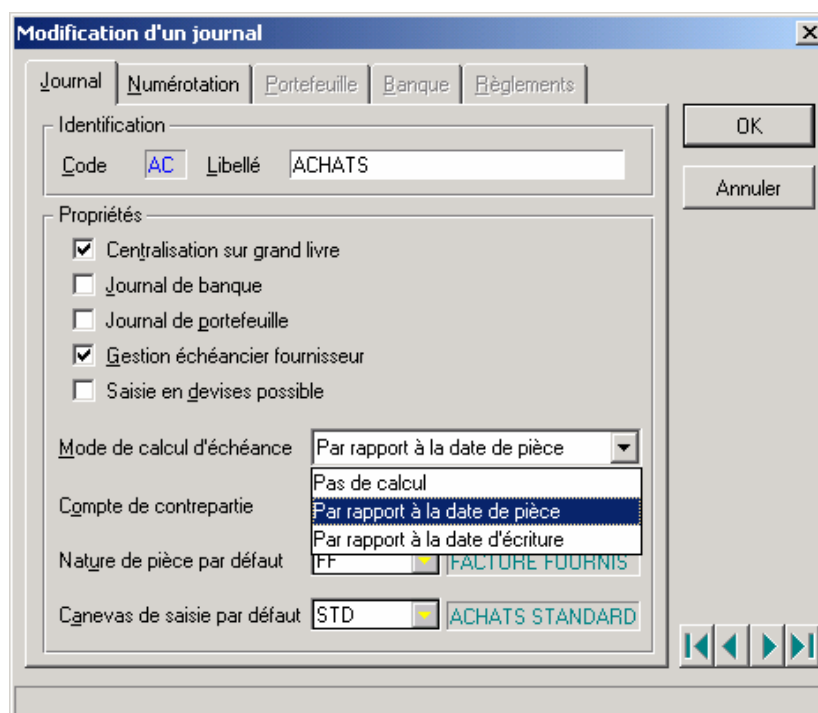 Modification d'un journal
Journal Numérotation Portefeuille Banque Règlements
Identification
Code AC Libellé ACHATS
OK
Annuler
Propriétés
Centralisation sur grand livre
Journal de banque
Journal de portefeuille
Gestion échéancier fournisseur
Saisie en devises possible
Mode de calcul d'échéance Par rapport à la date de pièce
Pas de calcul
Compte de contrepartie Par rapport à la date de pièce
Par rapport à la date d'écriture
Nature de pièce par défaut FF FACTURE FOURNIS
Canevas de saisie par défaut STD ACHATS STANDARD